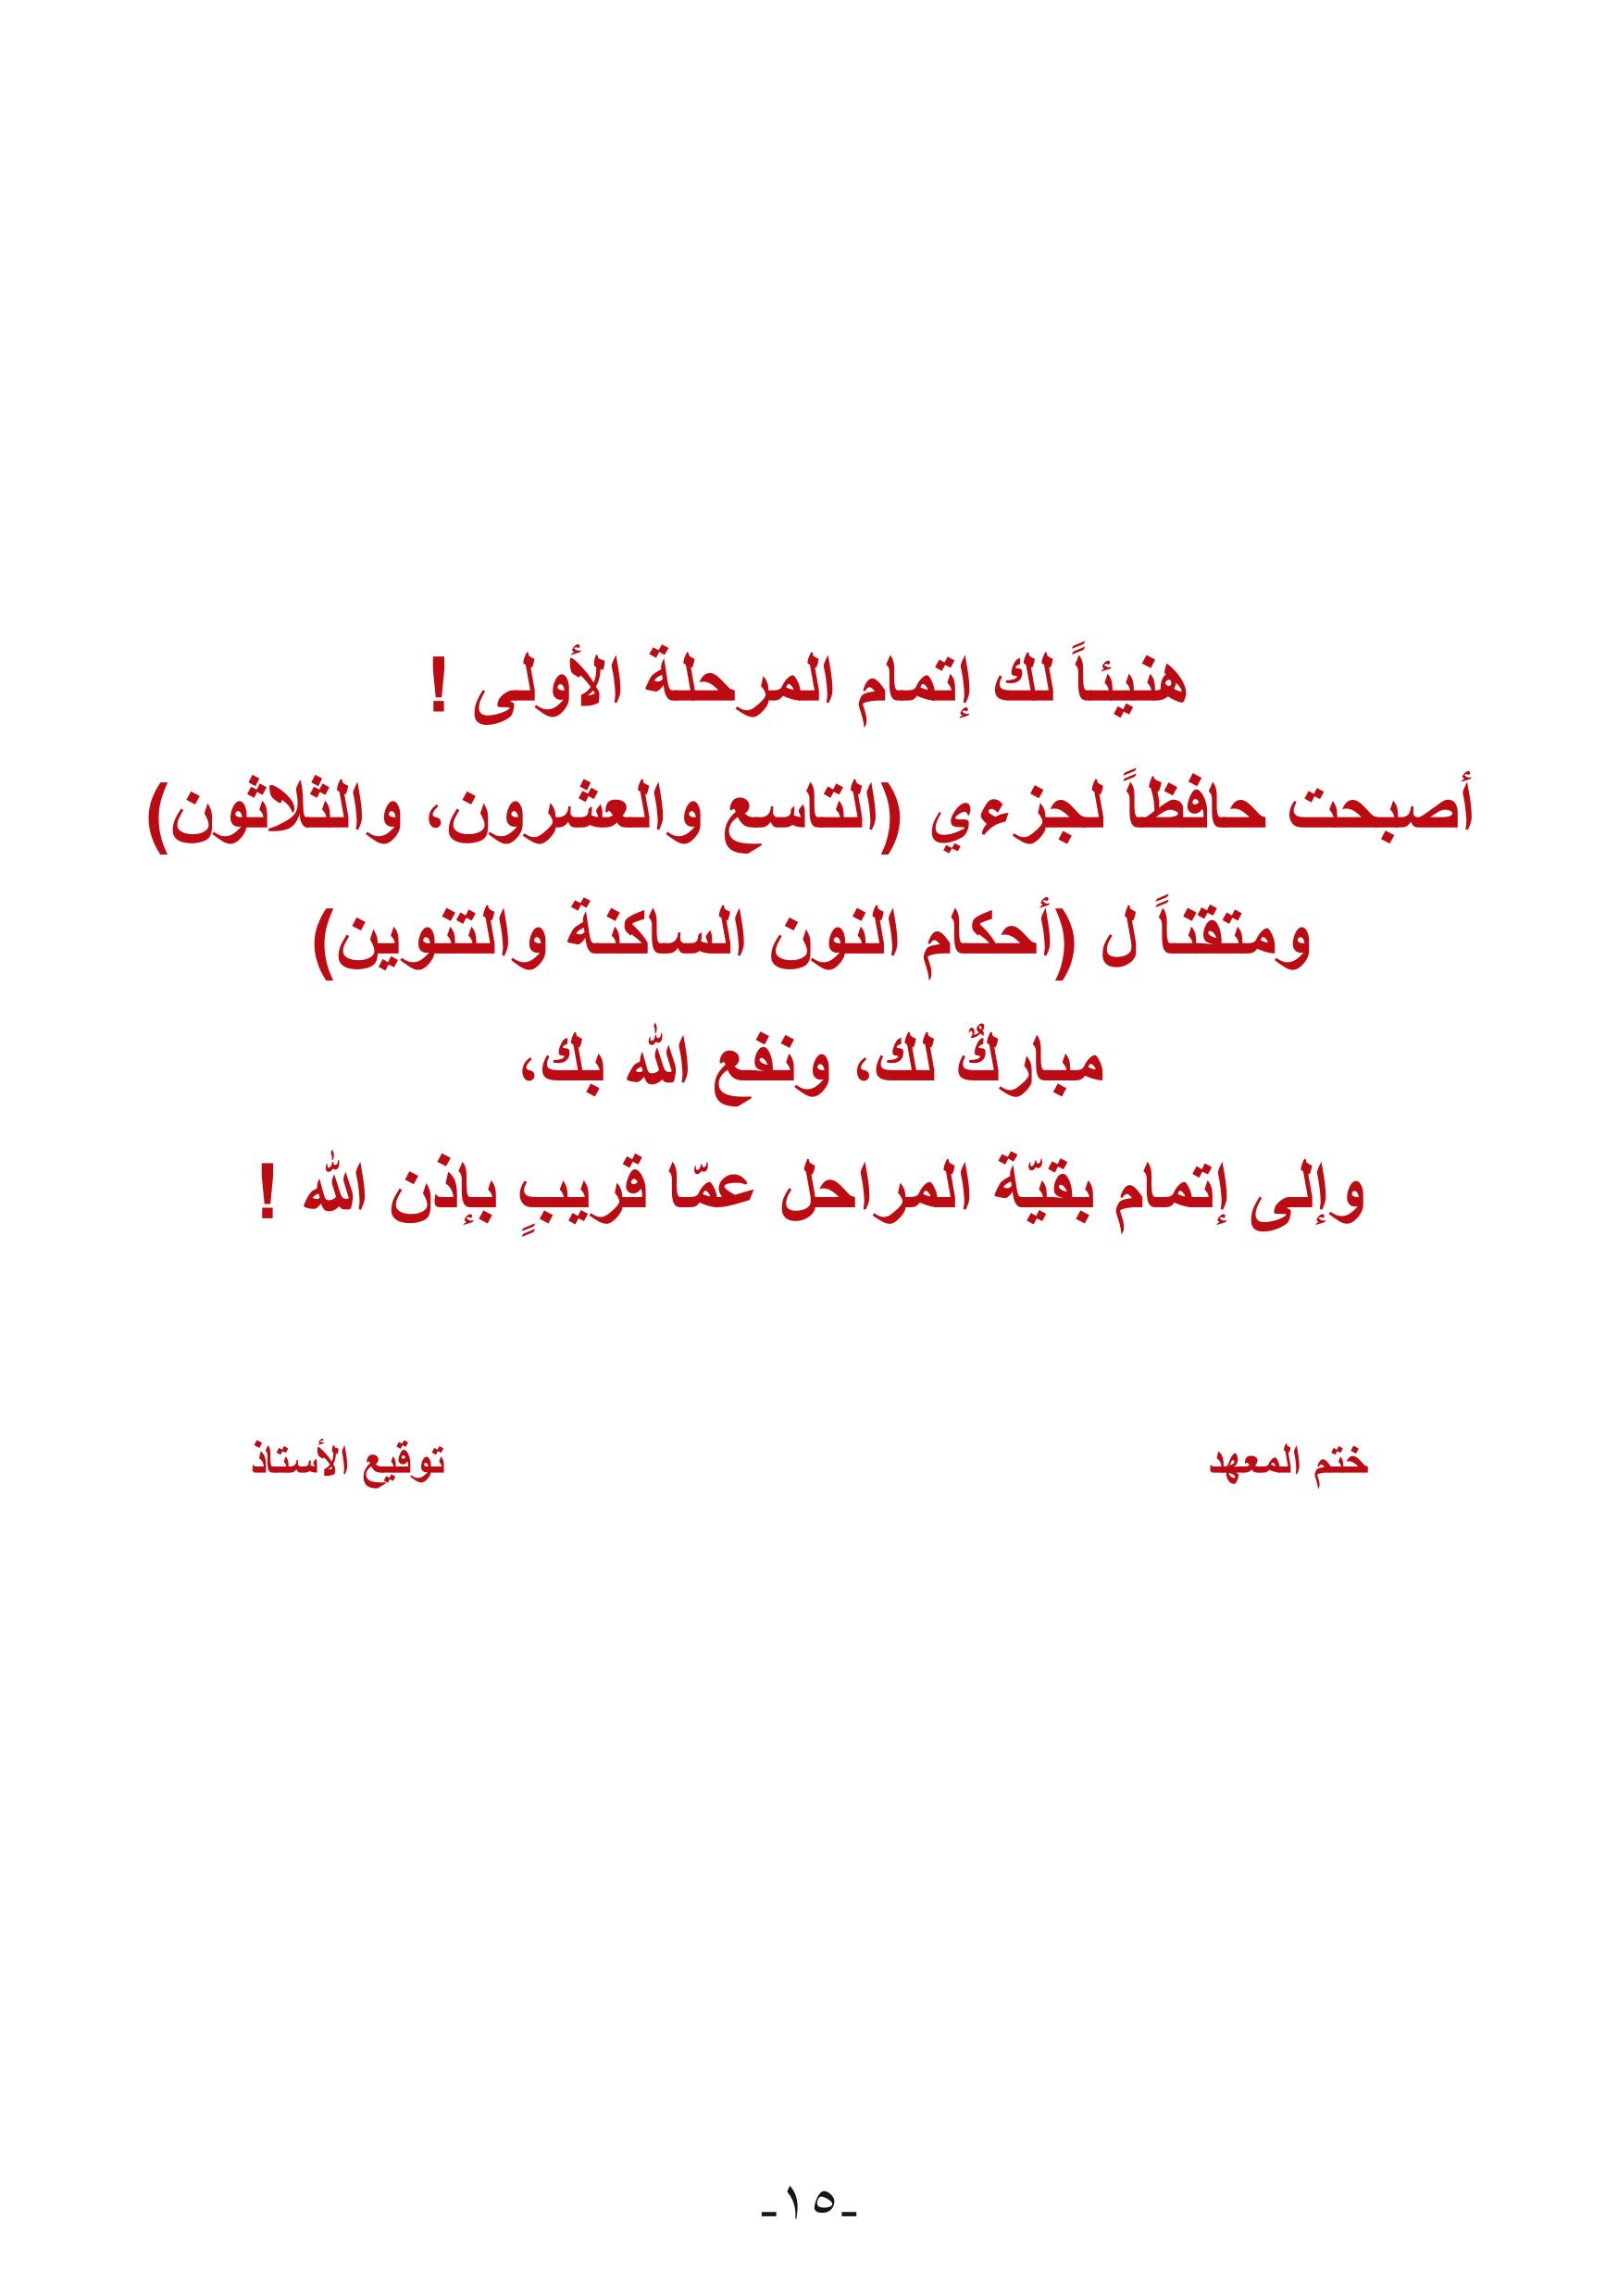 هنيئاً لك إتمام المرحلة الأولى !
أصبحت حافظاً لجزءي (التاسع والعشرون، والثلاثون)
ومتقناً ل (أحكام النون الساكنة والتنوين)
مباركٌ لك، ونفع الله بك،
وإلى إتمام بقيّة المراحل عمّا قريبٍ بإذن الله !
ختم المعهد
توقيع الأستاذ
-١٥-